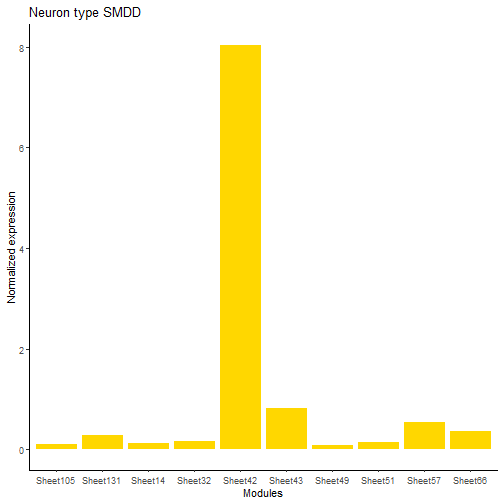 Neuron type SMDD
Normalized expression
8
6
4
2
0
Sheet105 Sheet131 Sheet14 Sheet32 Sheet42 Sheet43 Sheet49 Sheet51 Sheet57 Sheet66
Modules